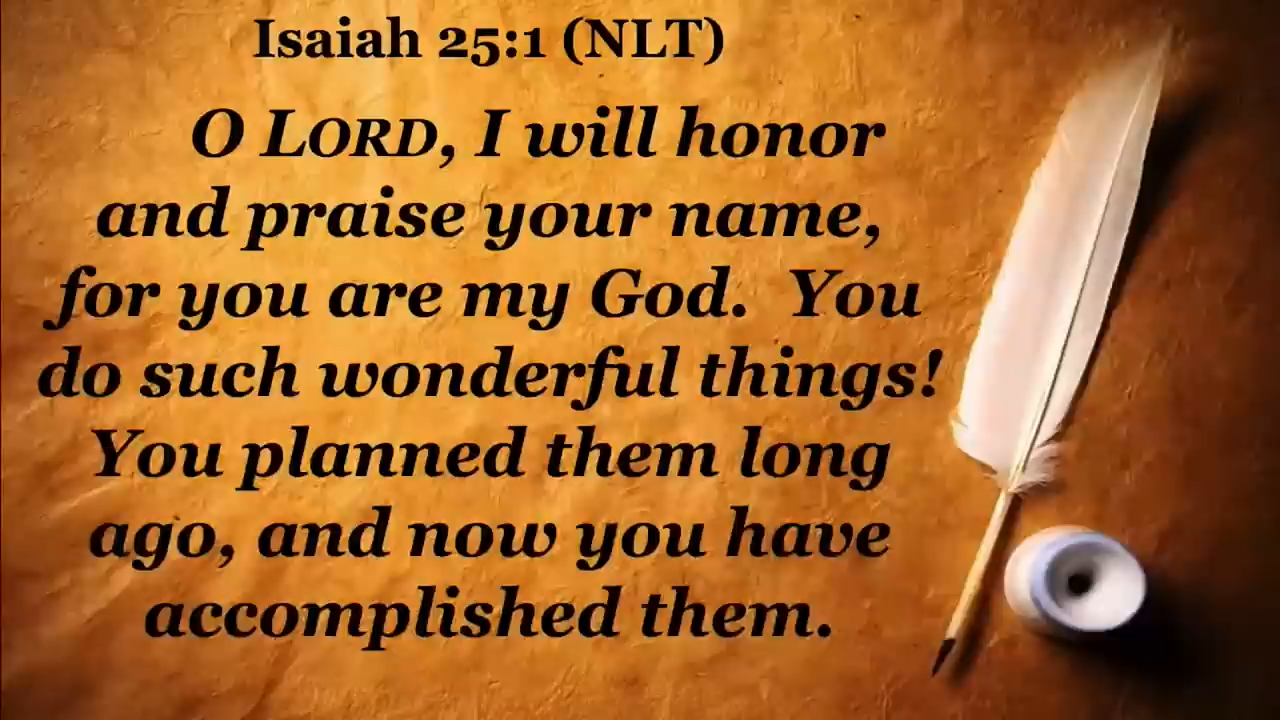 Isaiah 25:1 (NLT)
O LORD, I will honor
and praise your name,
for you are my God.  You
do such wonderful things!
You planned them long
ago, and now you have
accomplished them.